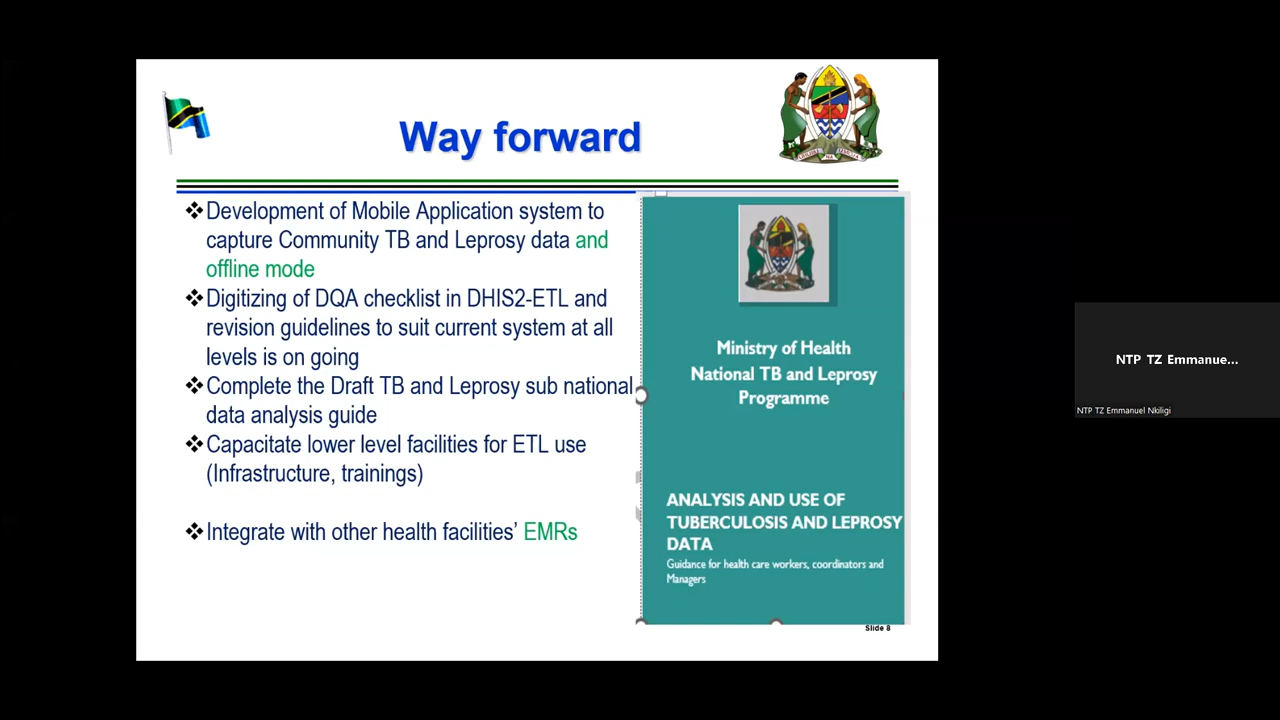 Way forward
❖Development of Mobile Application system to
capture Community TB and Leprosy data and
offline mode
❖Digitizing of DQA checklist in DHIS2-ETL and
revision guidelines to suit current system at all
levels is on going
❖Complete the Draft TB and Leprosy sub national
data analysis guide
❖Capacitate lower level facilities for ETL use
(Infrastructure, trainings)
❖Integrate with other health facilities’ EMRs
Ministry of Health
National TB and Leprosy
Programme
ANALYSIS AND USE OF
TUBERCULOSIS AND LEPROSY
DATA
Guidance for health care workers, coordinators and
Managers
Slide 8
NTP TZ Emmanue...
NTP TZ Emmanuel Nkiligi